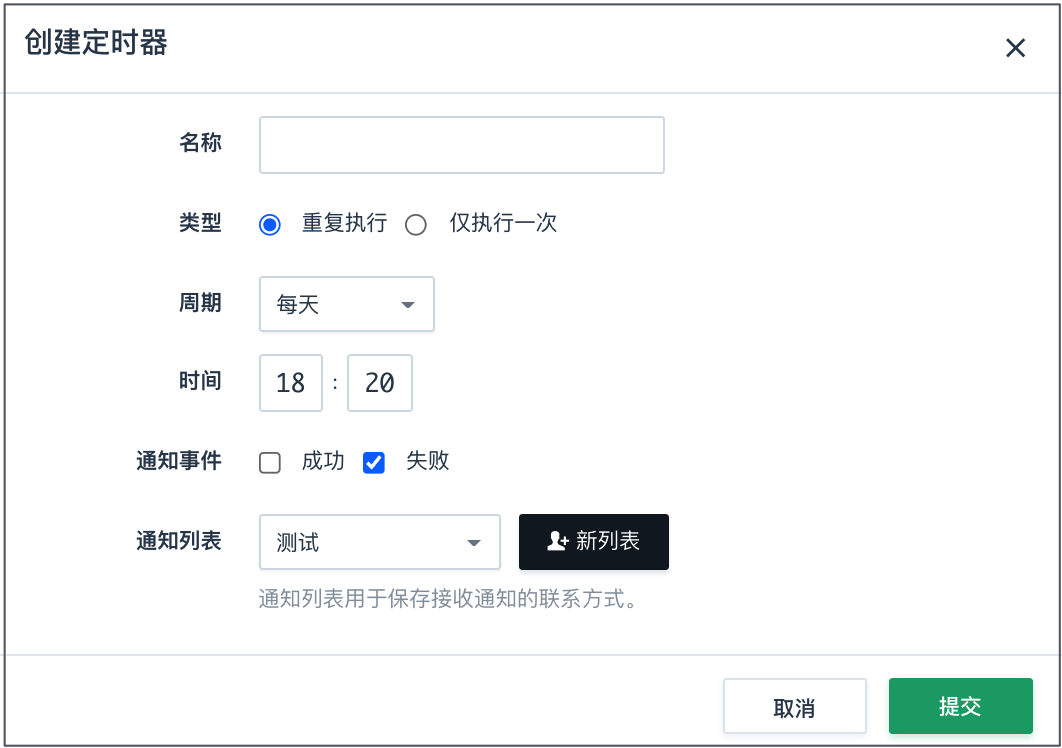 创建定时器
名称
类型 重复执行 仅执行一次
周期 每天
时间 18 : 20
通知事件 成功 失败
通知列表 测试 新列表
通知列表用于保存接收通知的联系方式。
取消 提交